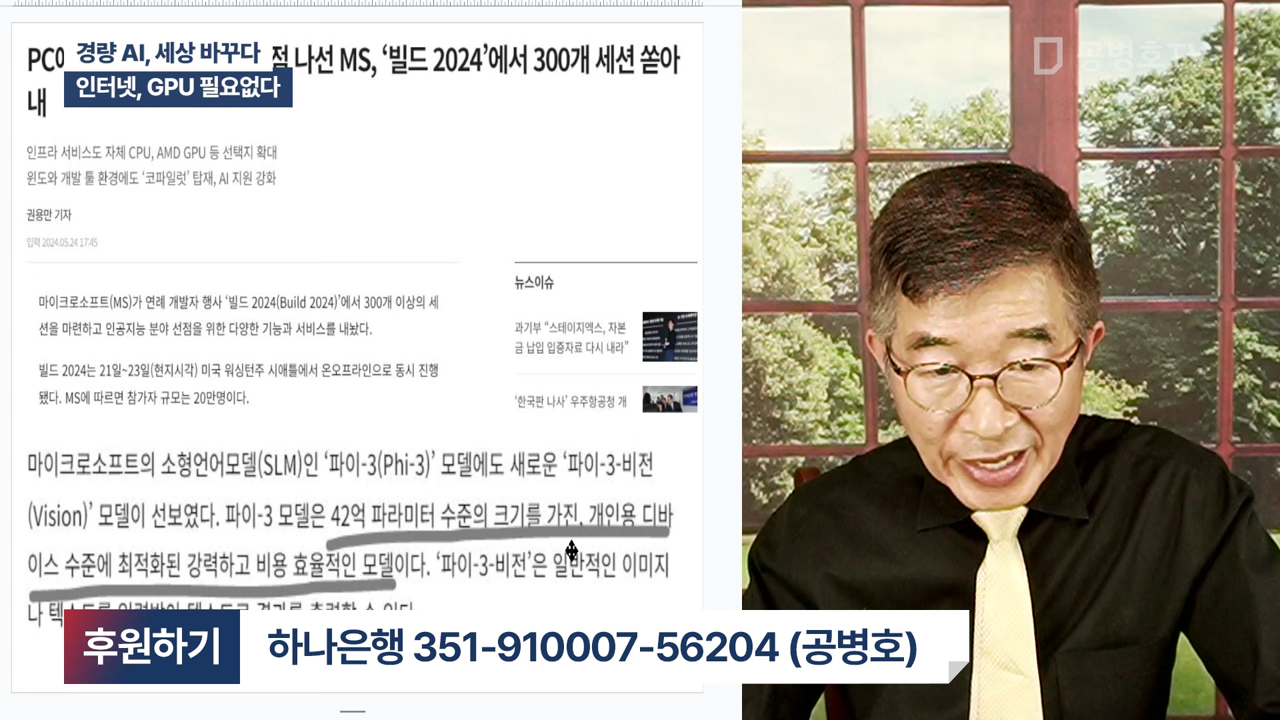 PC에
경량 AI, 세상 바꾸다
점 나선 MS, ‘빌드 2024’에서 300개 세션 쏟아
인터넷, GPU 필요없다
내
공병호TV
인프라 서비스도 자체 CPU, AMD GPU 등 선택지 확대
윈도와 개발 툴 환경에도 ‘코파일럿’ 탑재, AI 지원 강화
권용만 기자
입력 2024.05.24 17:45
뉴스이슈
마이크로소프트(MS)가 연례 개발자 행사 ‘빌드 2024(Build 2024)’에서 300개 이상의 세
션을 마련하고 인공지능 분야 선점을 위한 다양한 기능과 서비스를 내놨다.
과기부 “스테이지엑스, 자본
금 납입 입증자료 다시 내라”
빌드 2024는 21일~23일(현지시각) 미국 워싱턴주 시애틀에서 온오프라인으로 동시 진행
됐다. MS에 따르면 참가자 규모는 20만명이다.
‘한국판 나사’ 우주항공청 개
마이크로소프트의 소형언어모델(SLM)인 ‘파이-3(Phi-3)’ 모델에도 새로운 ‘파이-3-비전
(Vision)’ 모델이 선보였다. 파이-3 모델은 42억 파라미터 수준의 크기를 가진, 개인용 디바
이스 수준에 최적화된 강력하고 비용 효율적인 모델이다. ‘파이-3-비전’은 일반적인 이미지
나
후원하기
하나은행 351-910007-56204 (공병호)